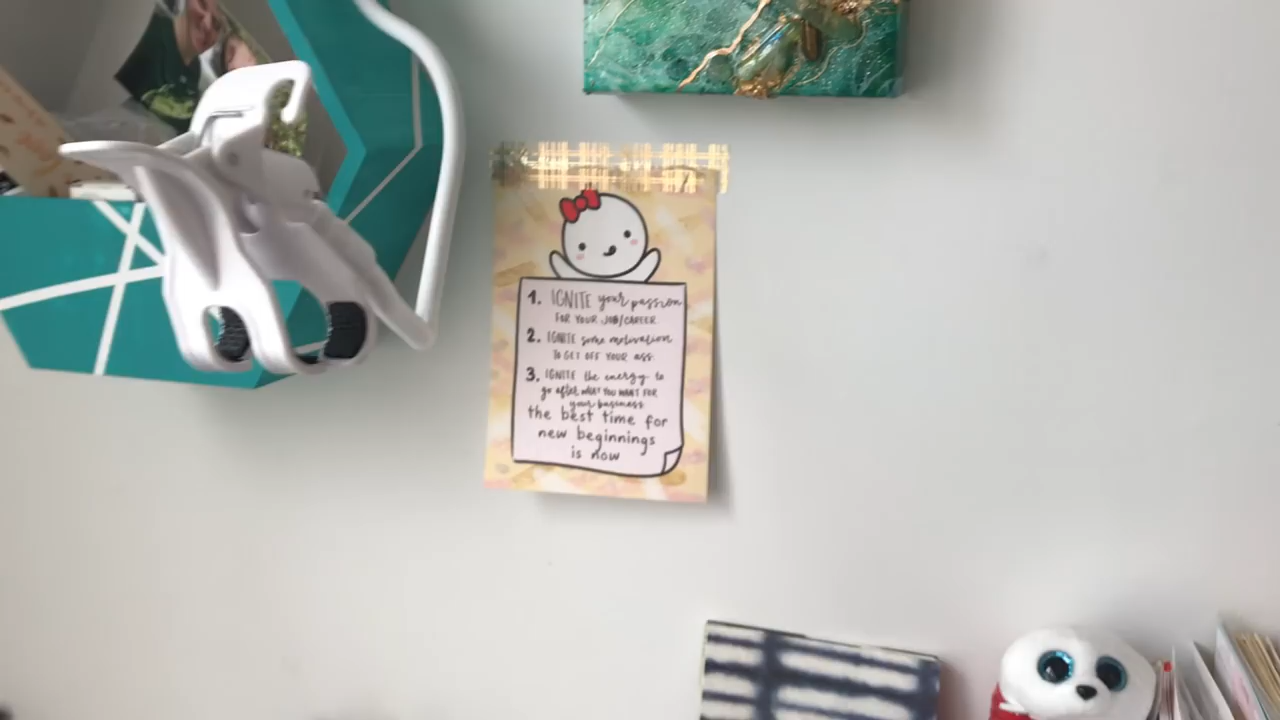 1. IGNITE your passion
FOR YOUR JOB/CAREER
2. IGNITE some motivation
TO GET OFF YOUR ass.
3. IGNITE the energy to
go after WHAT YOU WANT FOR
your business
the best time for
new beginnings
is now